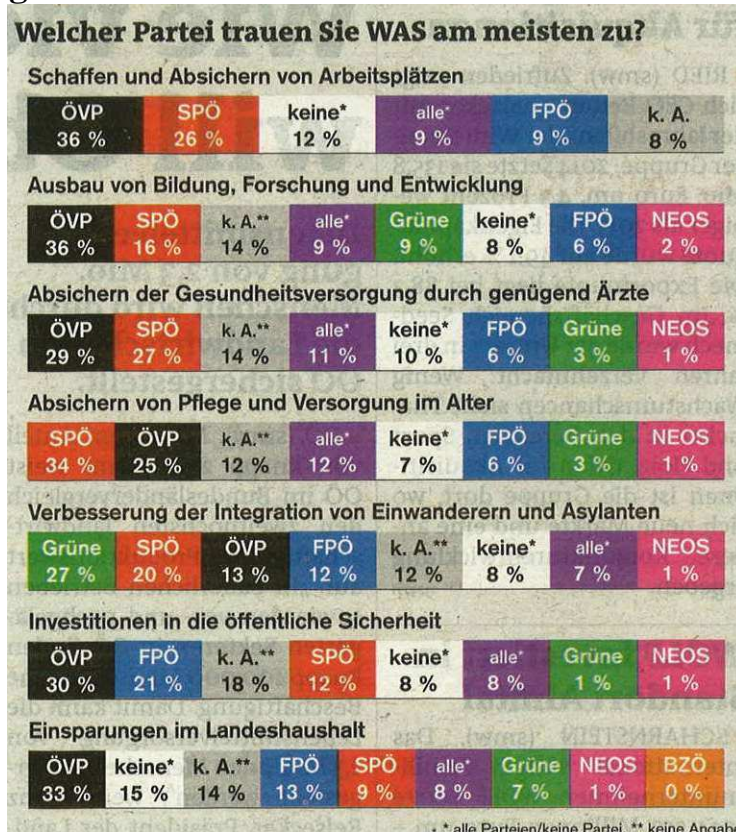 Welcher Partei trauen Sie WAS am meisten zu?
Schaffen und Absichern von Arbeitsplätzen
ÖVP SPÖ keine* alle* FPÖ k. A.
36 % 26 % 12 % 9 % 9 % 8 %
Ausbau von Bildung, Forschung und Entwicklung
ÖVP SPÖ k. A.** alle* Grüne keine* FPÖ NEOS
36 % 16 % 14 % 9 % 9 % 8 % 6 % 2 %
Absichern der Gesundheitsversorgung durch genügend Ärzte
ÖVP SPÖ k. A.** alle* keine* FPÖ Grüne NEOS
29 % 27 % 14 % 11 % 10 % 6 % 3 % 1 %
Absichern von Pflege und Versorgung im Alter
SPÖ ÖVP k. A.** alle* keine* FPÖ Grüne NEOS
34 % 25 % 12 % 12 % 7 % 6 % 3 % 1 %
Verbesserung der Integration von Einwanderern und Asylanten
Grüne SPÖ ÖVP FPÖ k. A.** keine* alle* NEOS
27 % 20 % 13 % 12 % 12 % 8 % 7 % 1 %
Investitionen in die öffentliche Sicherheit
ÖVP FPÖ k. A.** SPÖ keine* alle* Grüne NEOS
30 % 21 % 18 % 12 % 8 % 8 % 1 % 1 %
Einsparungen im Landeshaushalt
ÖVP keine* k. A.** FPÖ SPÖ alle* Grüne NEOS BZÖ
33 % 15 % 14 % 13 % 9 % 8 % 7 % 1 % 0 %
* alle Parteien/keine Partei, ** keine Angabe